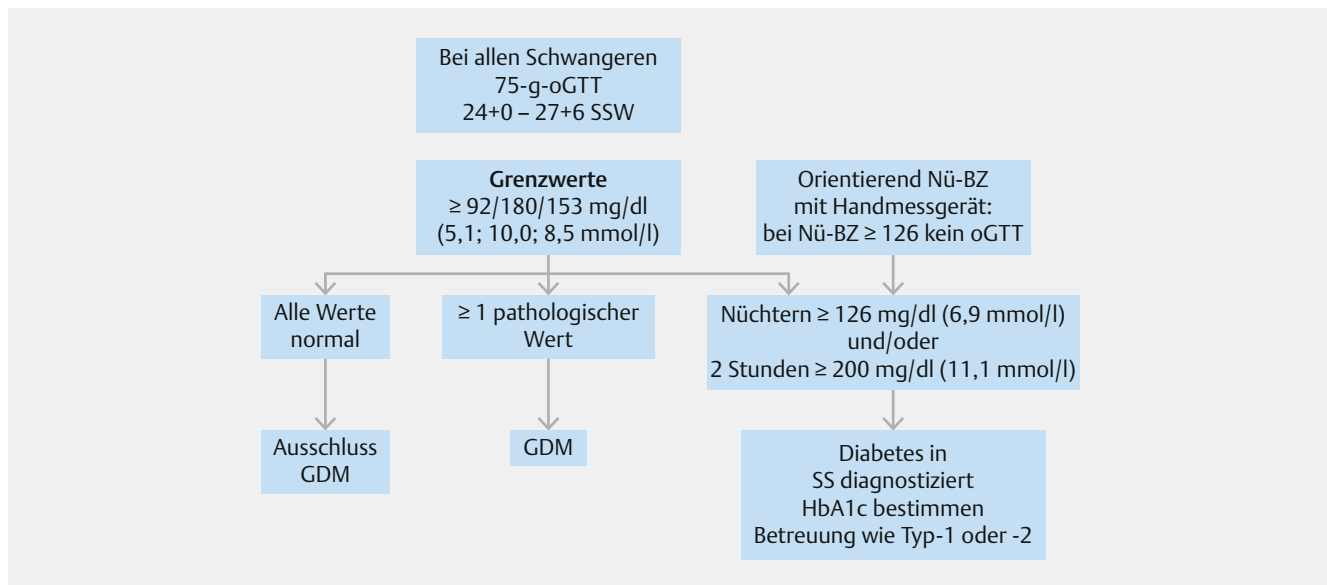 Bei allen Schwangeren
75-g-oGTT
24+0 – 27+6 SSW
Grenzwerte
≥ 92/180/153 mg/dl
(5,1; 10,0; 8,5 mmol/l)
Orientierend Nü-BZ
mit Handmessgerät:
bei Nü-BZ ≥ 126 kein oGTT
Alle Werte
normal
≥ 1 pathologischer
Wert
Nüchtern ≥ 126 mg/dl (6,9 mmol/l)
und/oder
2 Stunden ≥ 200 mg/dl (11,1 mmol/l)
Ausschluss
GDM
GDM
Diabetes in
SS diagnostiziert
HbA1c bestimmen
Betreuung wie Typ-1 oder -2